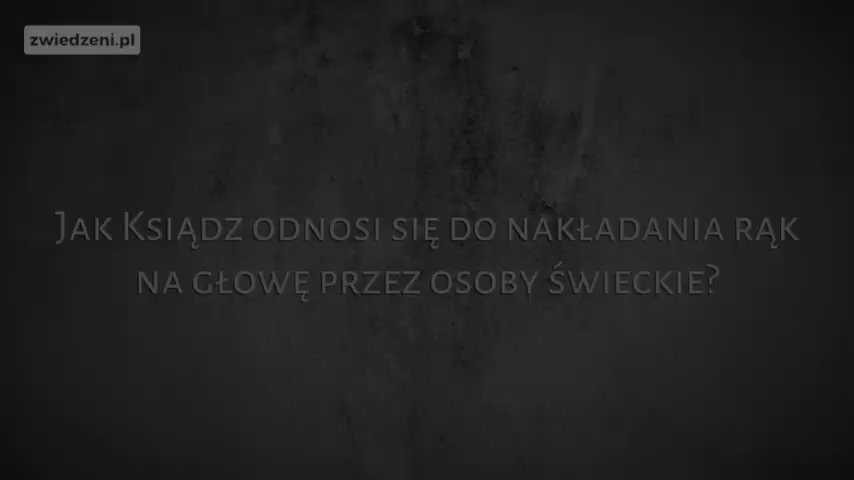 zwiedzeni.pl
Jak Ksiądz odnosi się do nakładania rąk
na głowę przez osoby świeckie?